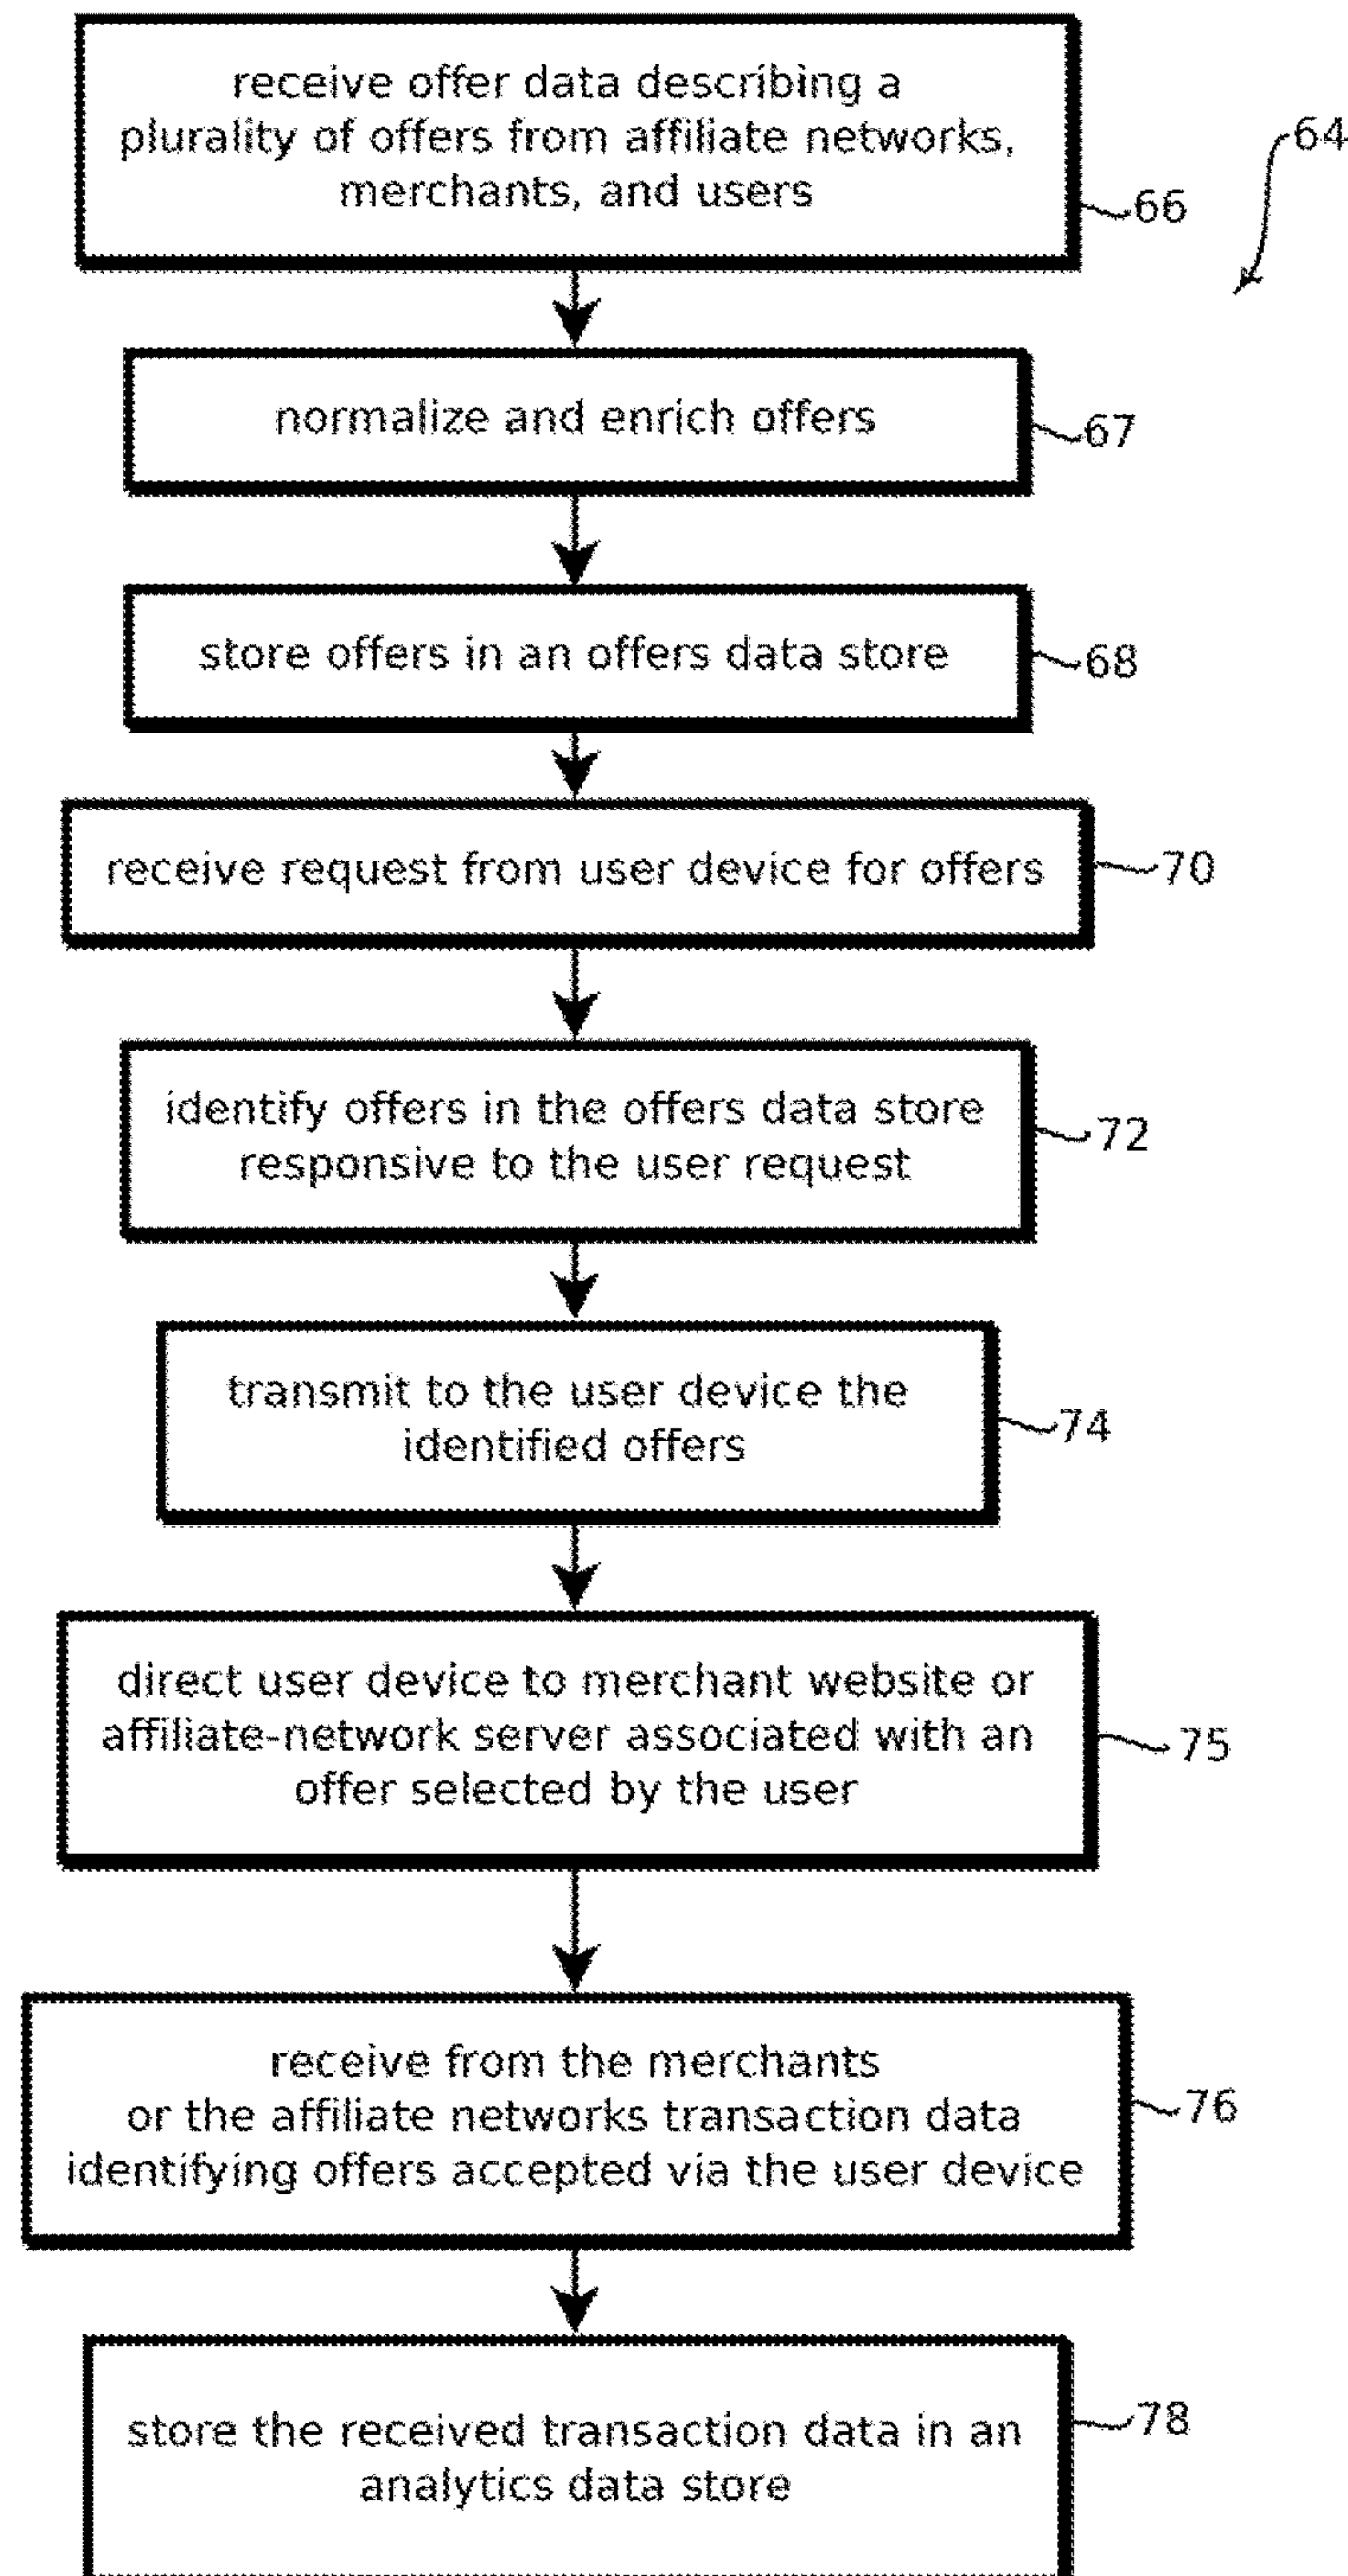 receive offer data describing a
plurality of offers from affiliate networks,
merchants, and users
64
66
normalize and enrich offers
67
store offers in an offers data store
68
receive request from user device for offers
70
identify offers in the offers data store
responsive to the user request
72
transmit to the user device the
identified offers
74
direct user device to merchant website or
affiliate-network server associated with an
offer selected by the user
75
receive from the merchants
or the affiliate networks transaction data
identifying offers accepted via the user device
76
store the received transaction data in an
analytics data store
78